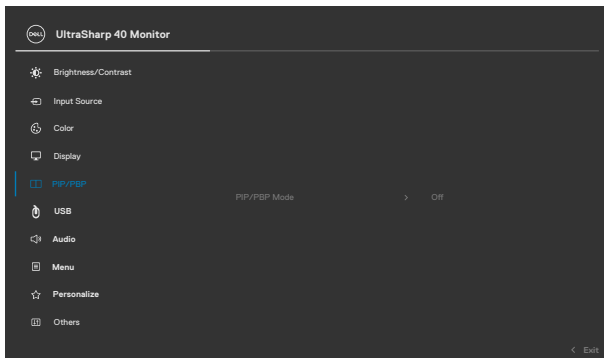 DELL UltraSharp 40 Monitor
Brightness/Contrast
Input Source
Color
Display
PIP/PBP
PIP/PBP Mode > Off
USB
Audio
Menu
Personalize
Others
< Exit